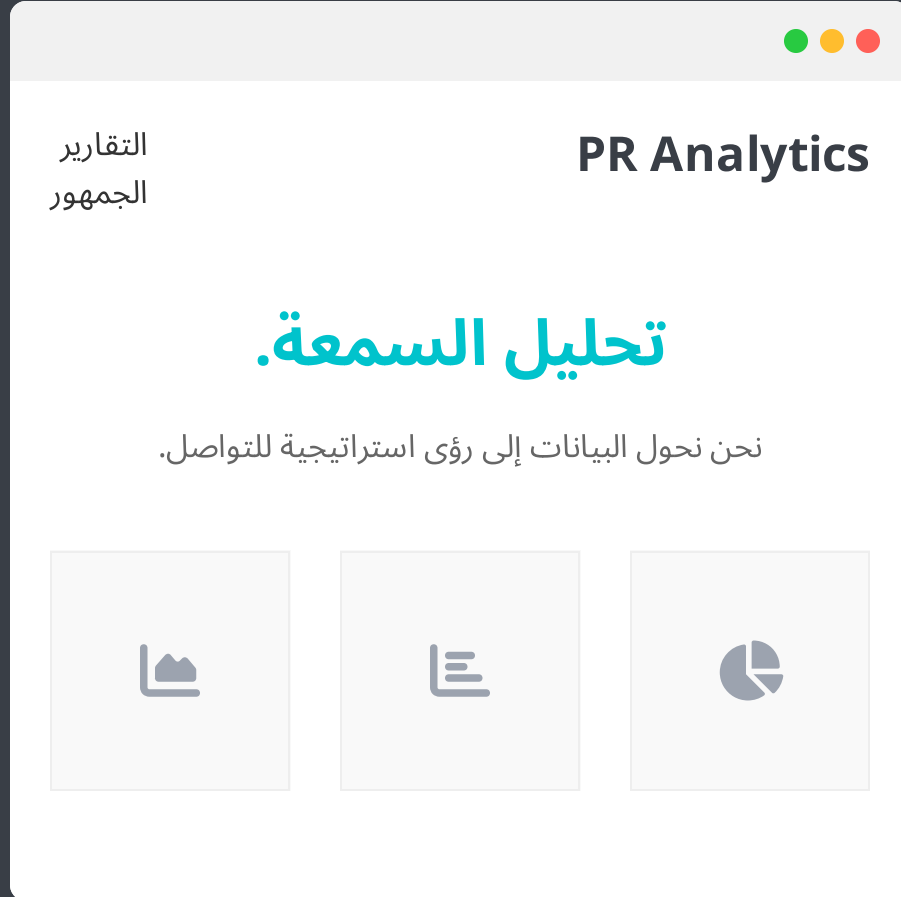 PR Analytics
التقارير
الجمهور
تحليل السمعة.
نحن نحول البيانات إلى رؤى استراتيجية للتواصل.